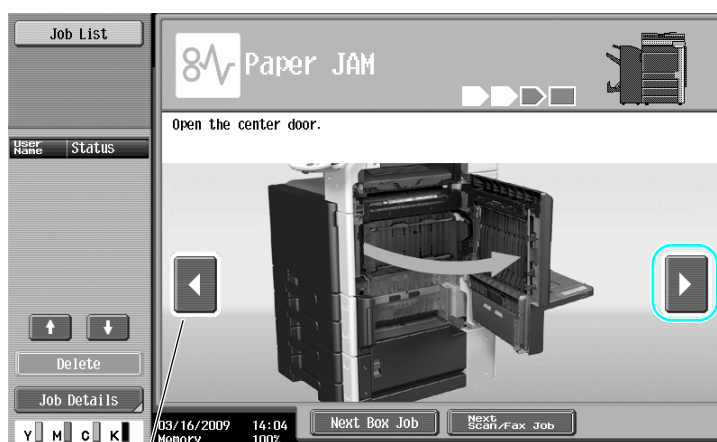 Job List
Paper JAM
Open the center door.
User Name
Status
Delete
Job Details
Y M C K
03/16/2009 14:04
Memory 100%
Next Box Job
Next Scan/Fax Job